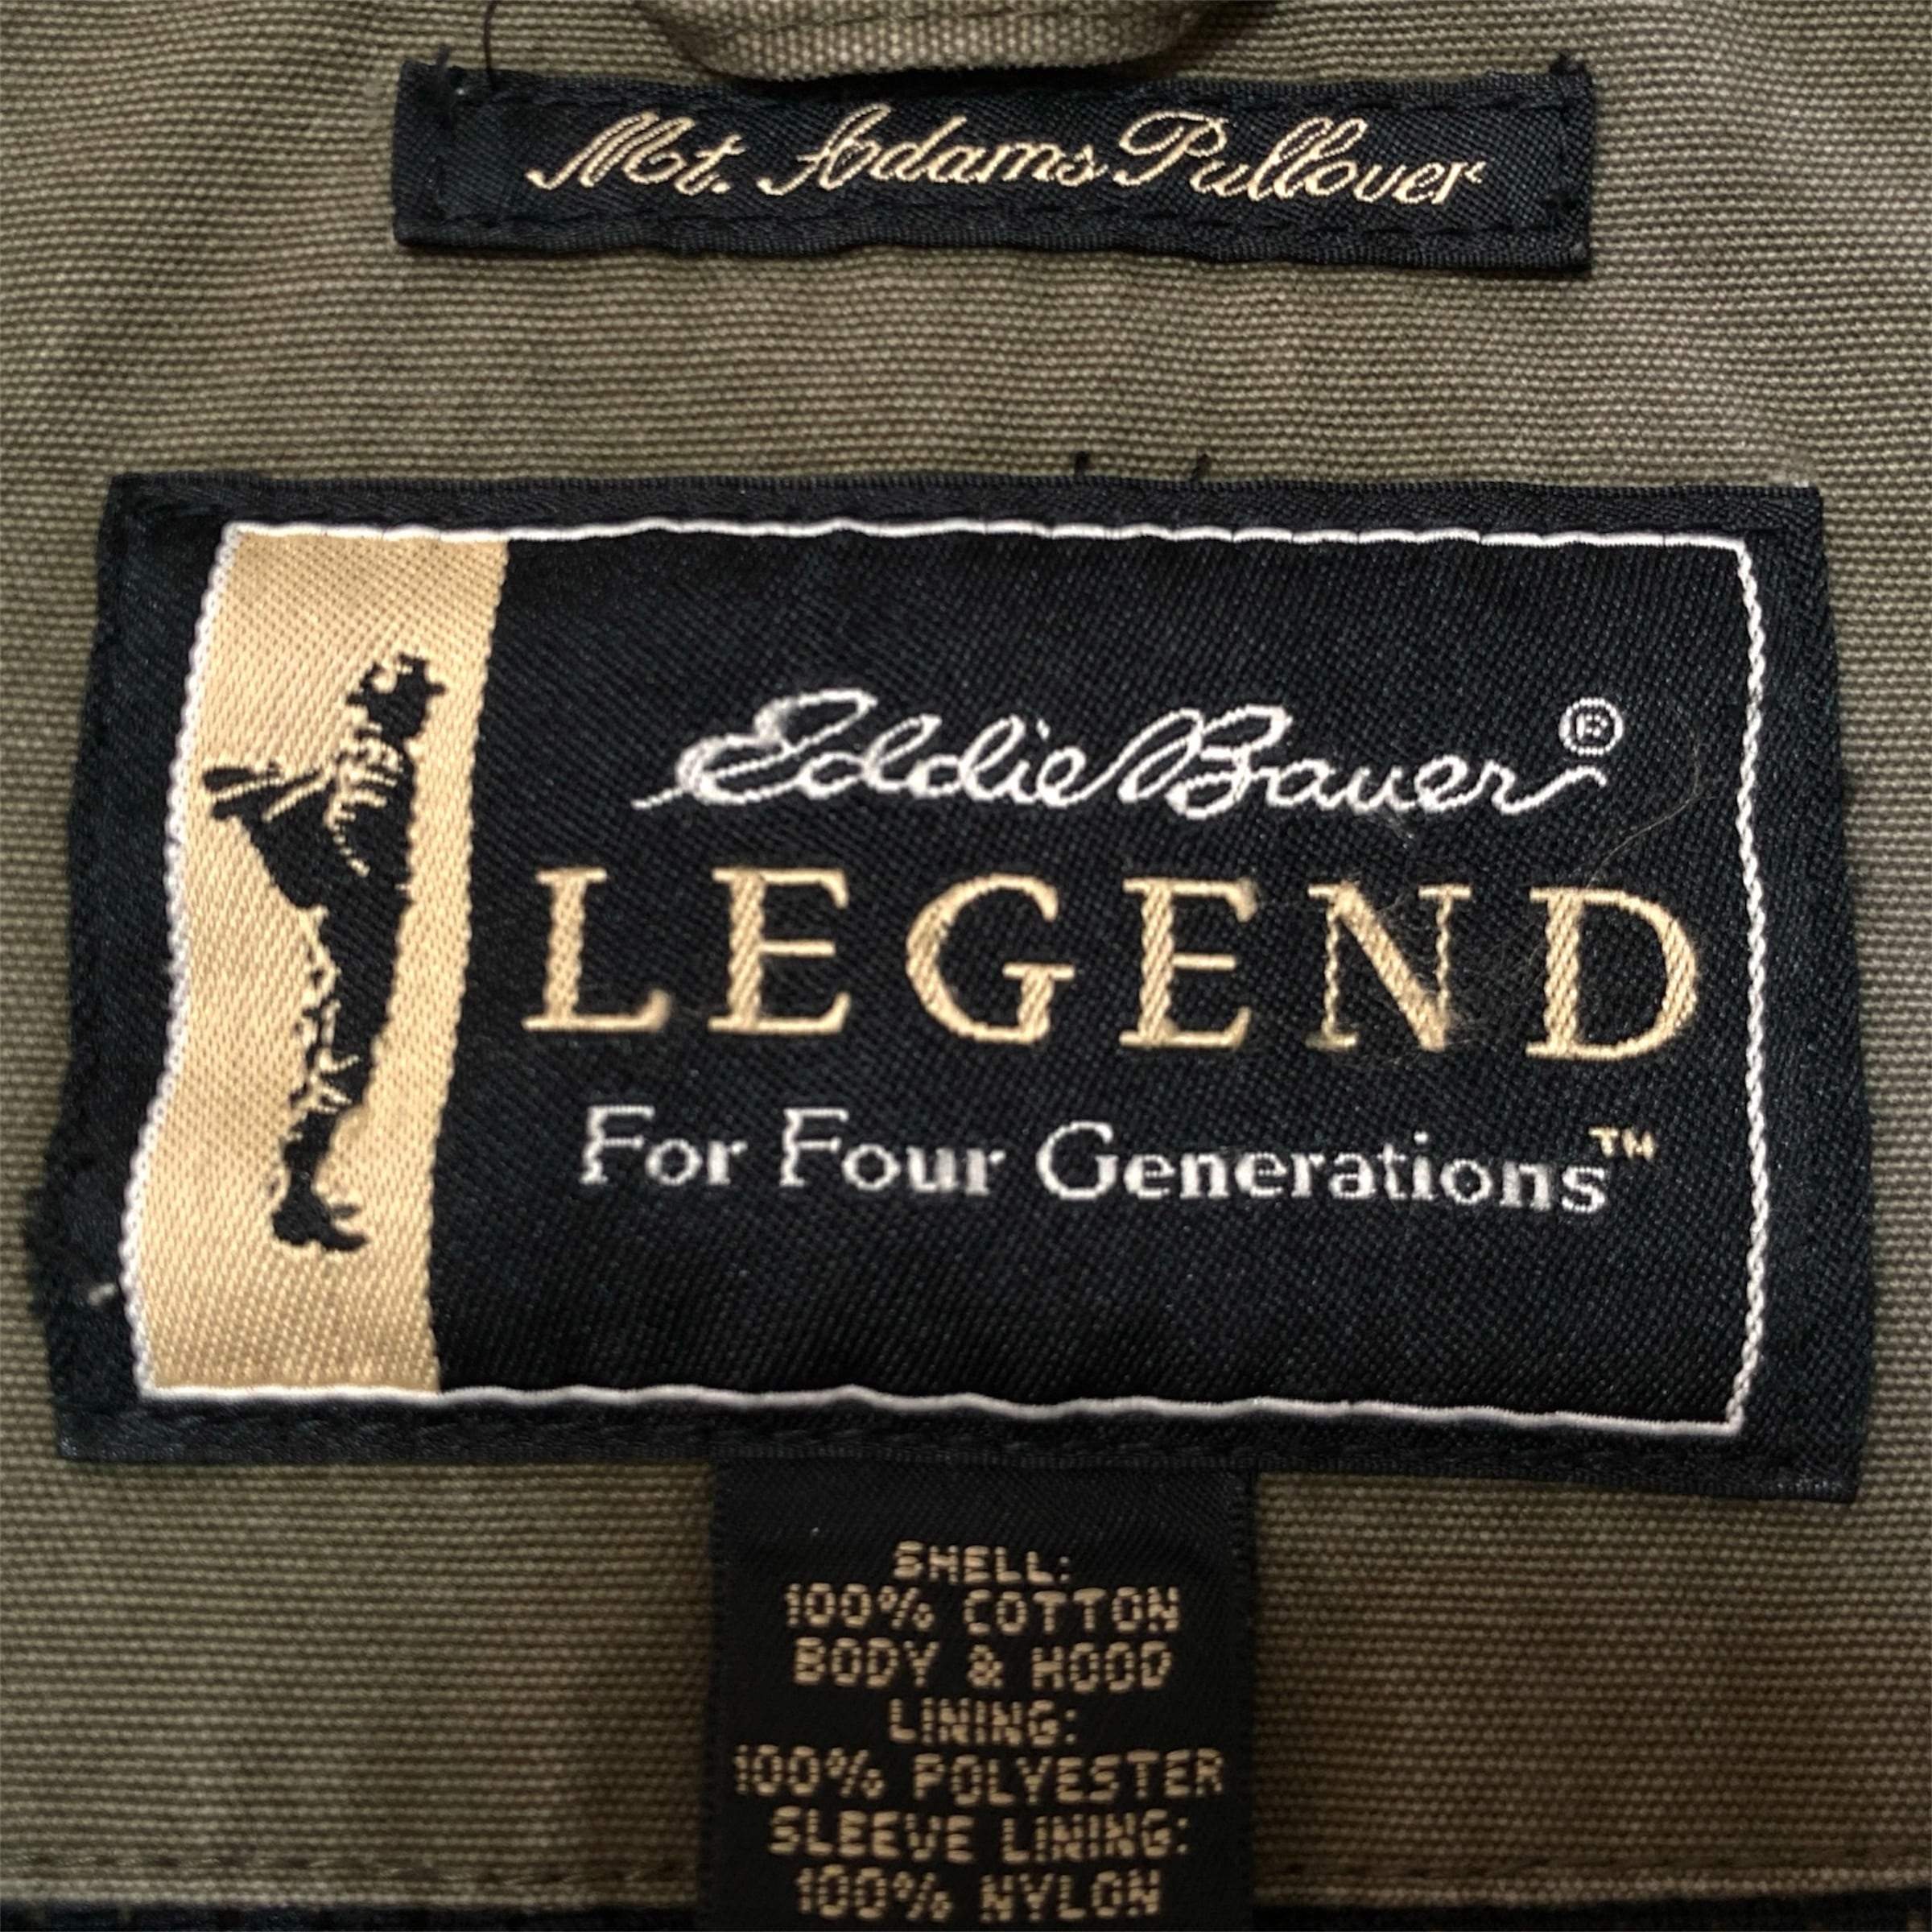 Mt. Adams Pullover
Eddie Bauer®
LEGEND
For Four Generations™
SHELL:
100% COTTON
BODY & HOOD
LINING:
100% POLYESTER
SLEEVE LINING:
100% NYLON